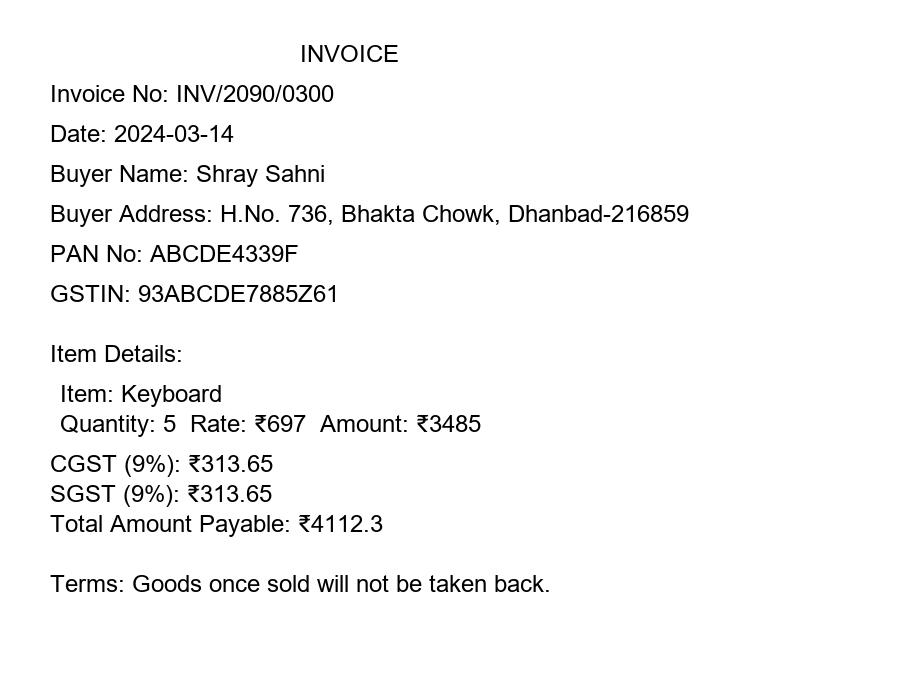 INVOICE
Invoice No: INV/2090/0300
Date: 2024-03-14
Buyer Name: Shray Sahni
Buyer Address: H.No. 736, Bhakta Chowk, Dhanbad-216859
PAN No: ABCDE4339F
GSTIN: 93ABCDE7885Z61
Item Details:
Item: Keyboard
Quantity: 5  Rate: ₹697  Amount: ₹3485
CGST (9%): ₹313.65
SGST (9%): ₹313.65
Total Amount Payable: ₹4112.3
Terms: Goods once sold will not be taken back.